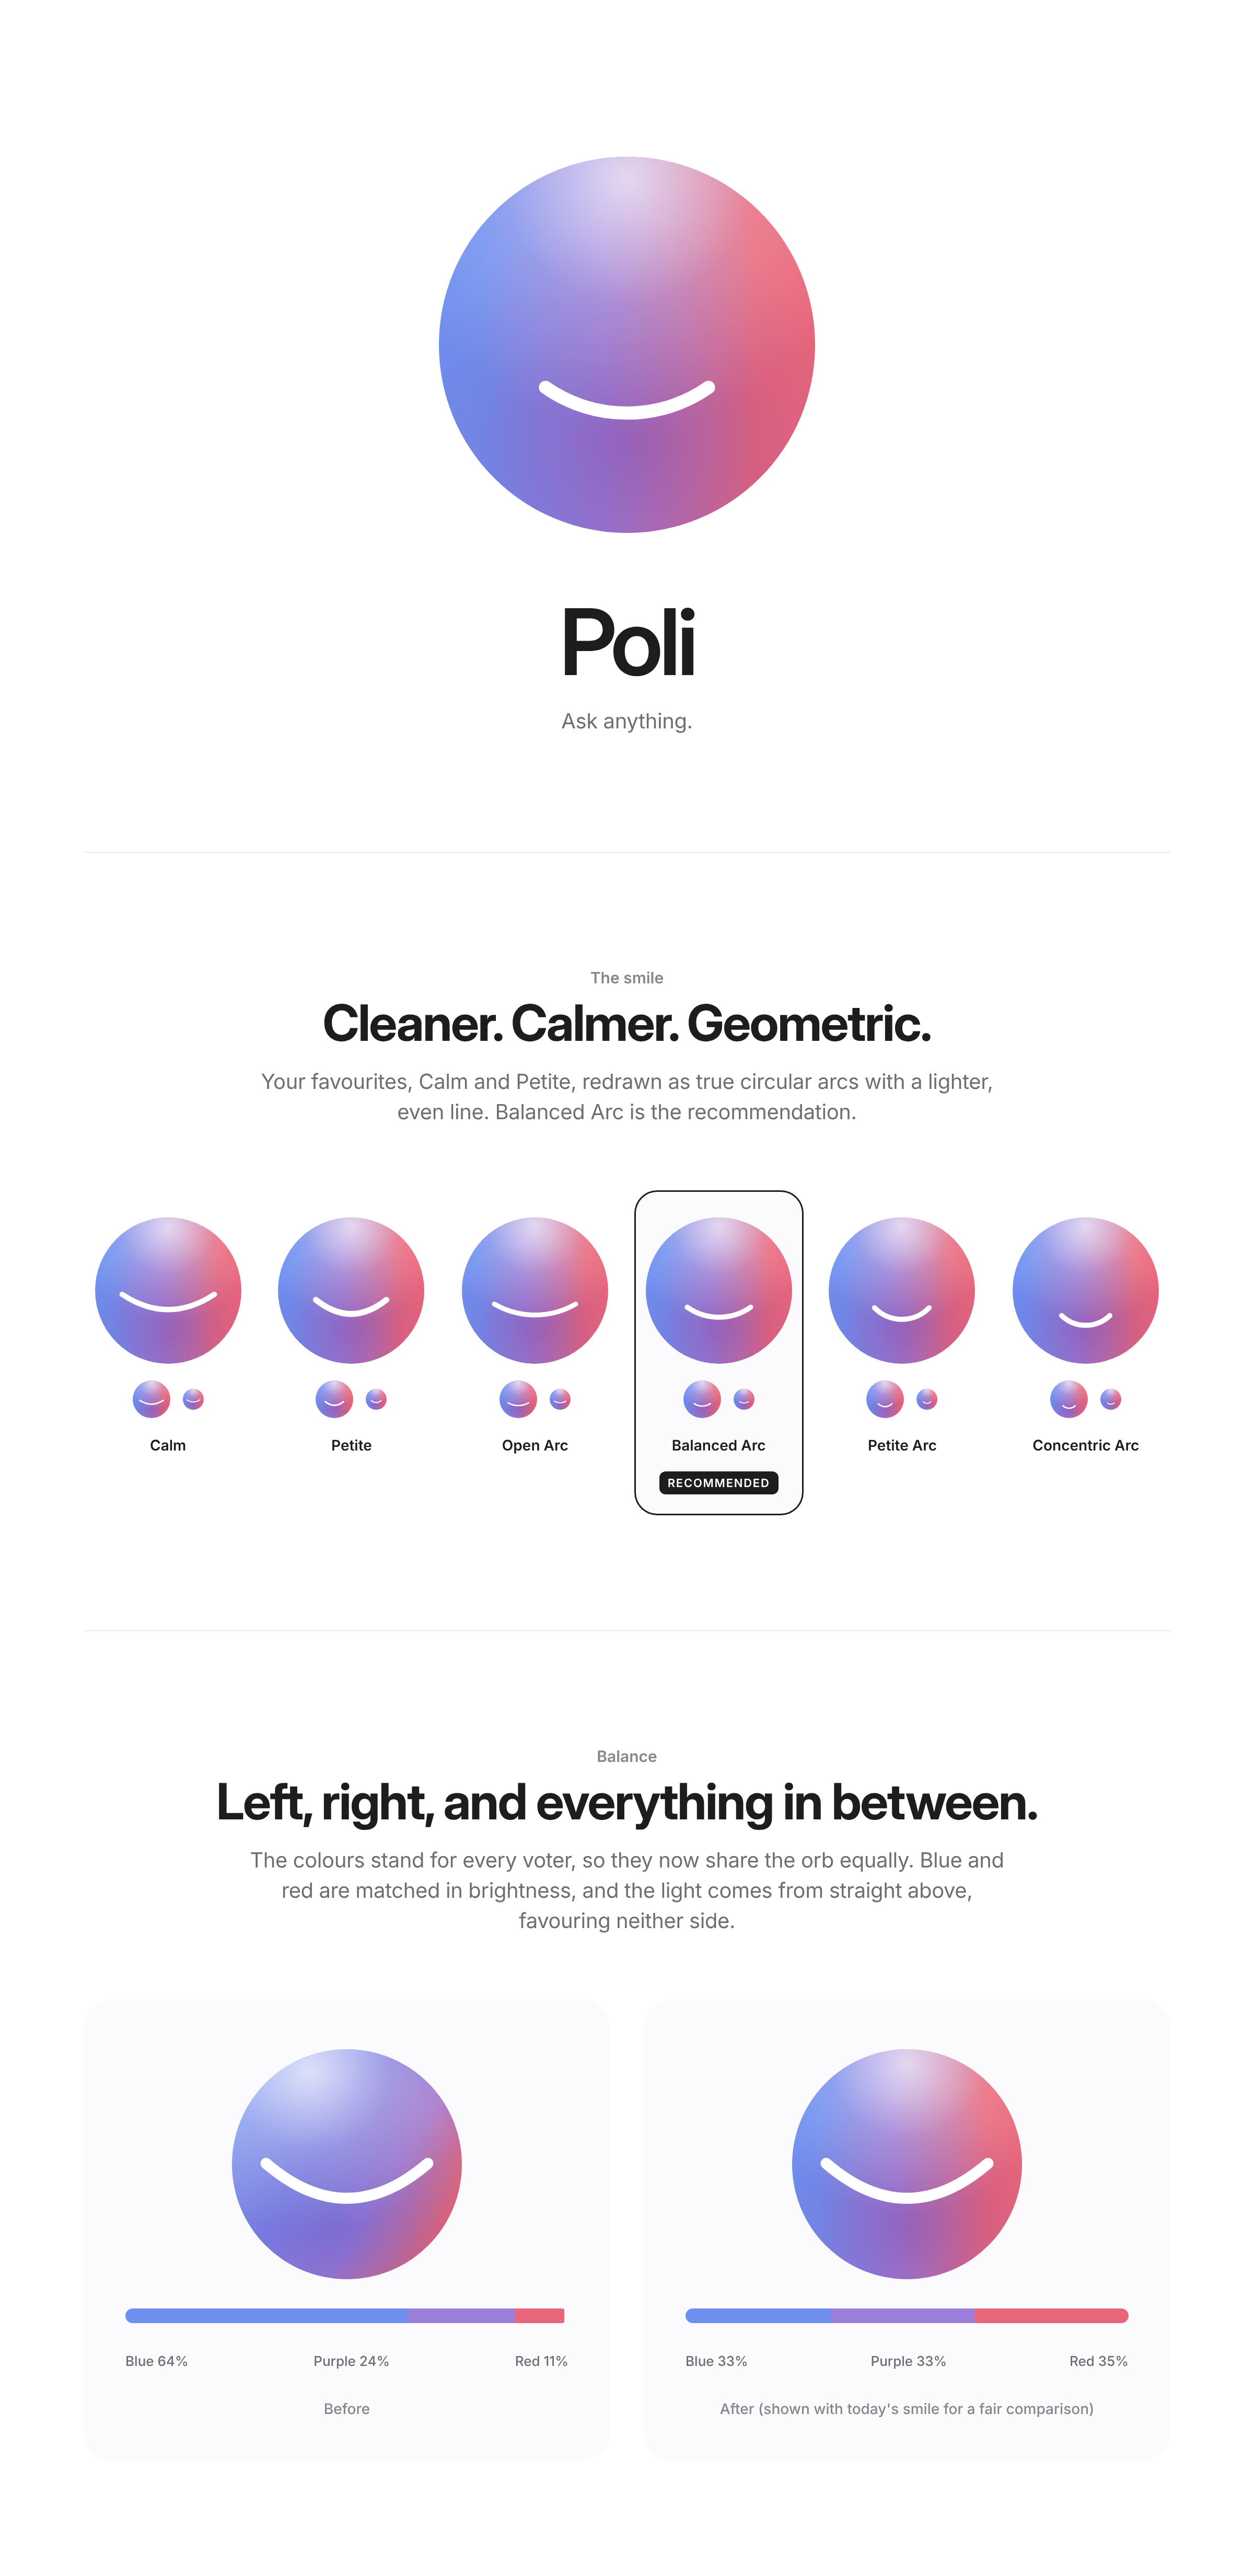 Poli
Ask anything.
The smile
Cleaner. Calmer. Geometric.
Your favourites, Calm and Petite, redrawn as true circular arcs with a lighter,
even line. Balanced Arc is the recommendation.
Calm
Petite
Open Arc
Balanced Arc
RECOMMENDED
Petite Arc
Concentric Arc
Balance
Left, right, and everything in between.
The colours stand for every voter, so they now share the orb equally. Blue and
red are matched in brightness, and the light comes from straight above,
favouring neither side.
Blue 64%
Purple 24%
Red 11%
Before
Blue 33%
Purple 33%
Red 35%
After (shown with today's smile for a fair comparison)